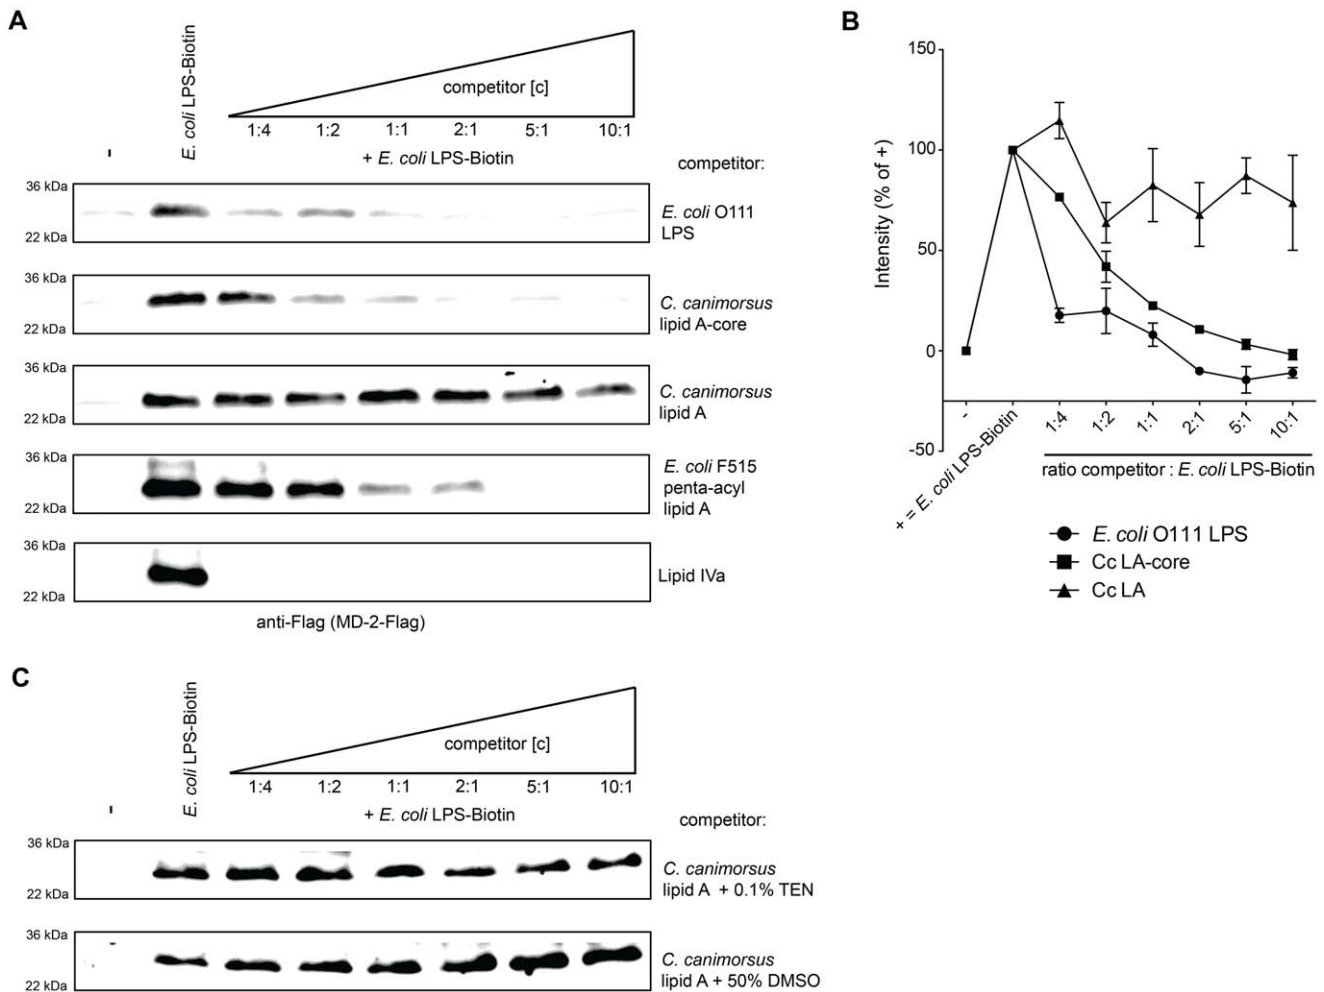 A
E. coli LPS-Biotin
competitor [c]
1:4 1:2 1:1 2:1 5:1 10:1
-
+ E. coli LPS-Biotin
competitor:
36 kDa
22 kDa
E. coli O111
LPS
36 kDa
22 kDa
C. canimorsus
lipid A-core
36 kDa
22 kDa
C. canimorsus
lipid A
36 kDa
22 kDa
E. coli F515
penta-acyl
lipid A
36 kDa
22 kDa
Lipid IVa
anti-Flag (MD-2-Flag)
B
Intensity (% of +)
150
100
50
0
-50
-
+ = E. coli LPS-Biotin
1:4
1:2
1:1
2:1
5:1
10:1
ratio competitor : E. coli LPS-Biotin
E. coli O111 LPS
Cc LA-core
Cc LA
C
E. coli LPS-Biotin
competitor [c]
1:4 1:2 1:1 2:1 5:1 10:1
-
+ E. coli LPS-Biotin
competitor:
36 kDa
22 kDa
C. canimorsus
lipid A + 0.1% TEN
36 kDa
22 kDa
C. canimorsus
lipid A + 50% DMSO